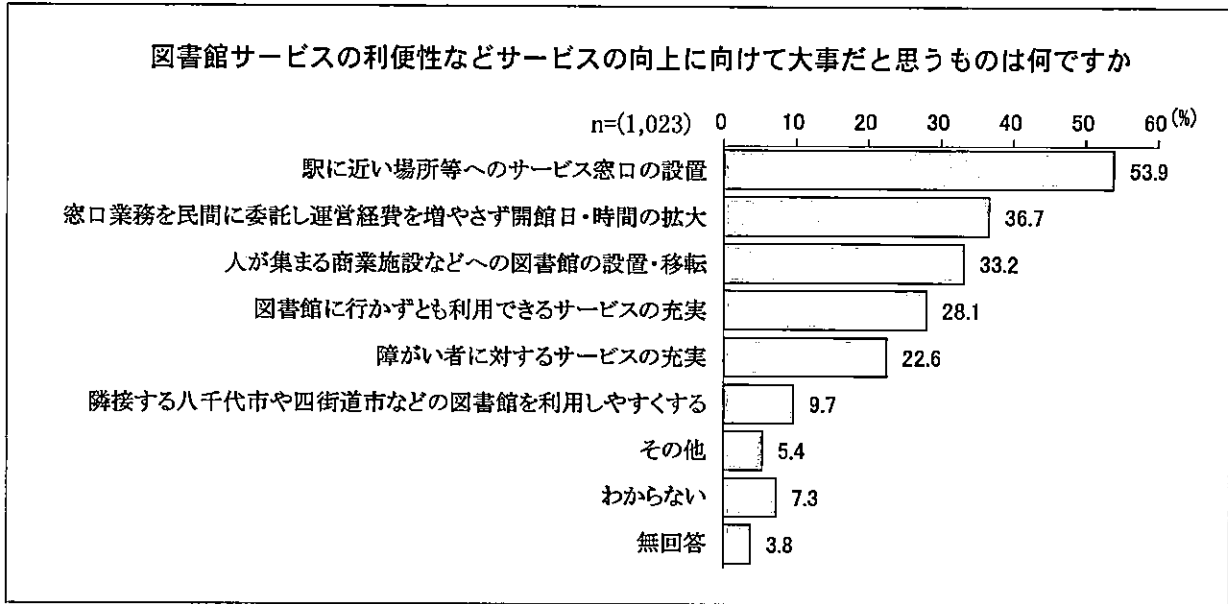 図書館サービスの利便性などサービスの向上に向けて大事だと思うものは何ですか
n=(1,023) 0 10 20 30 40 50 60 (%)
駅に近い場所等へのサービス窓口の設置 53.9
窓口業務を民間に委託し運営経費を増やさず開館日・時間の拡大 36.7
人が集まる商業施設などへの図書館の設置・移転 33.2
図書館に行かずとも利用できるサービスの充実 28.1
障がい者に対するサービスの充実 22.6
隣接する八千代市や四街道市などの図書館を利用しやすくする 9.7
その他 5.4
わからない 7.3
無回答 3.8